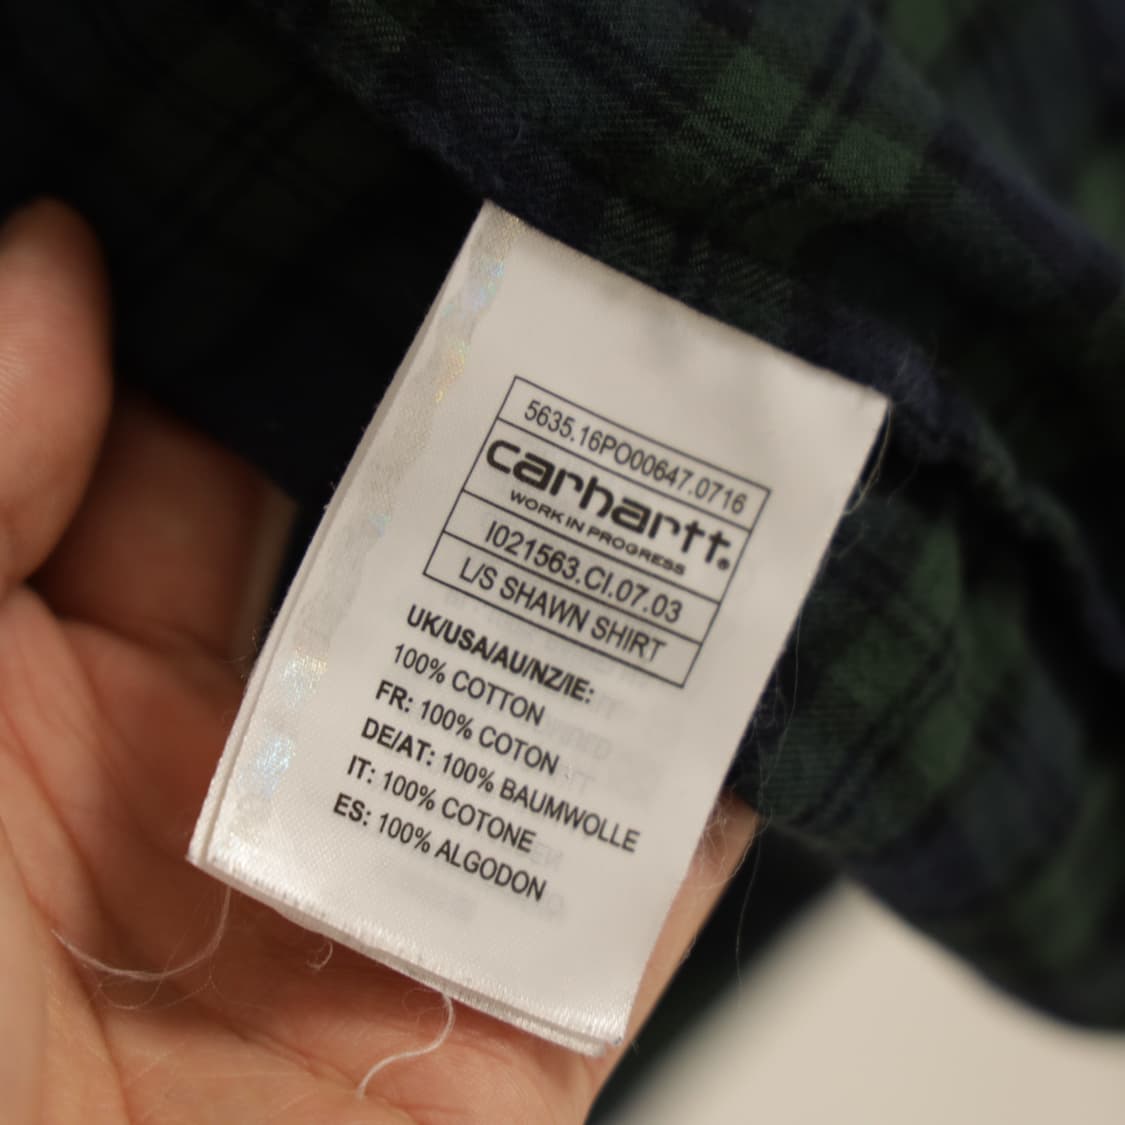 5635.16PO00647.0716
carhartt®
WORK IN PROGRESS
I021563.CI.07.03
L/S SHAWN SHIRT
UK/USA/AU/NZ/IE:
100% COTTON
FR: 100% COTON
DE/AT: 100% BAUMWOLLE
IT: 100% COTONE
ES: 100% ALGODON